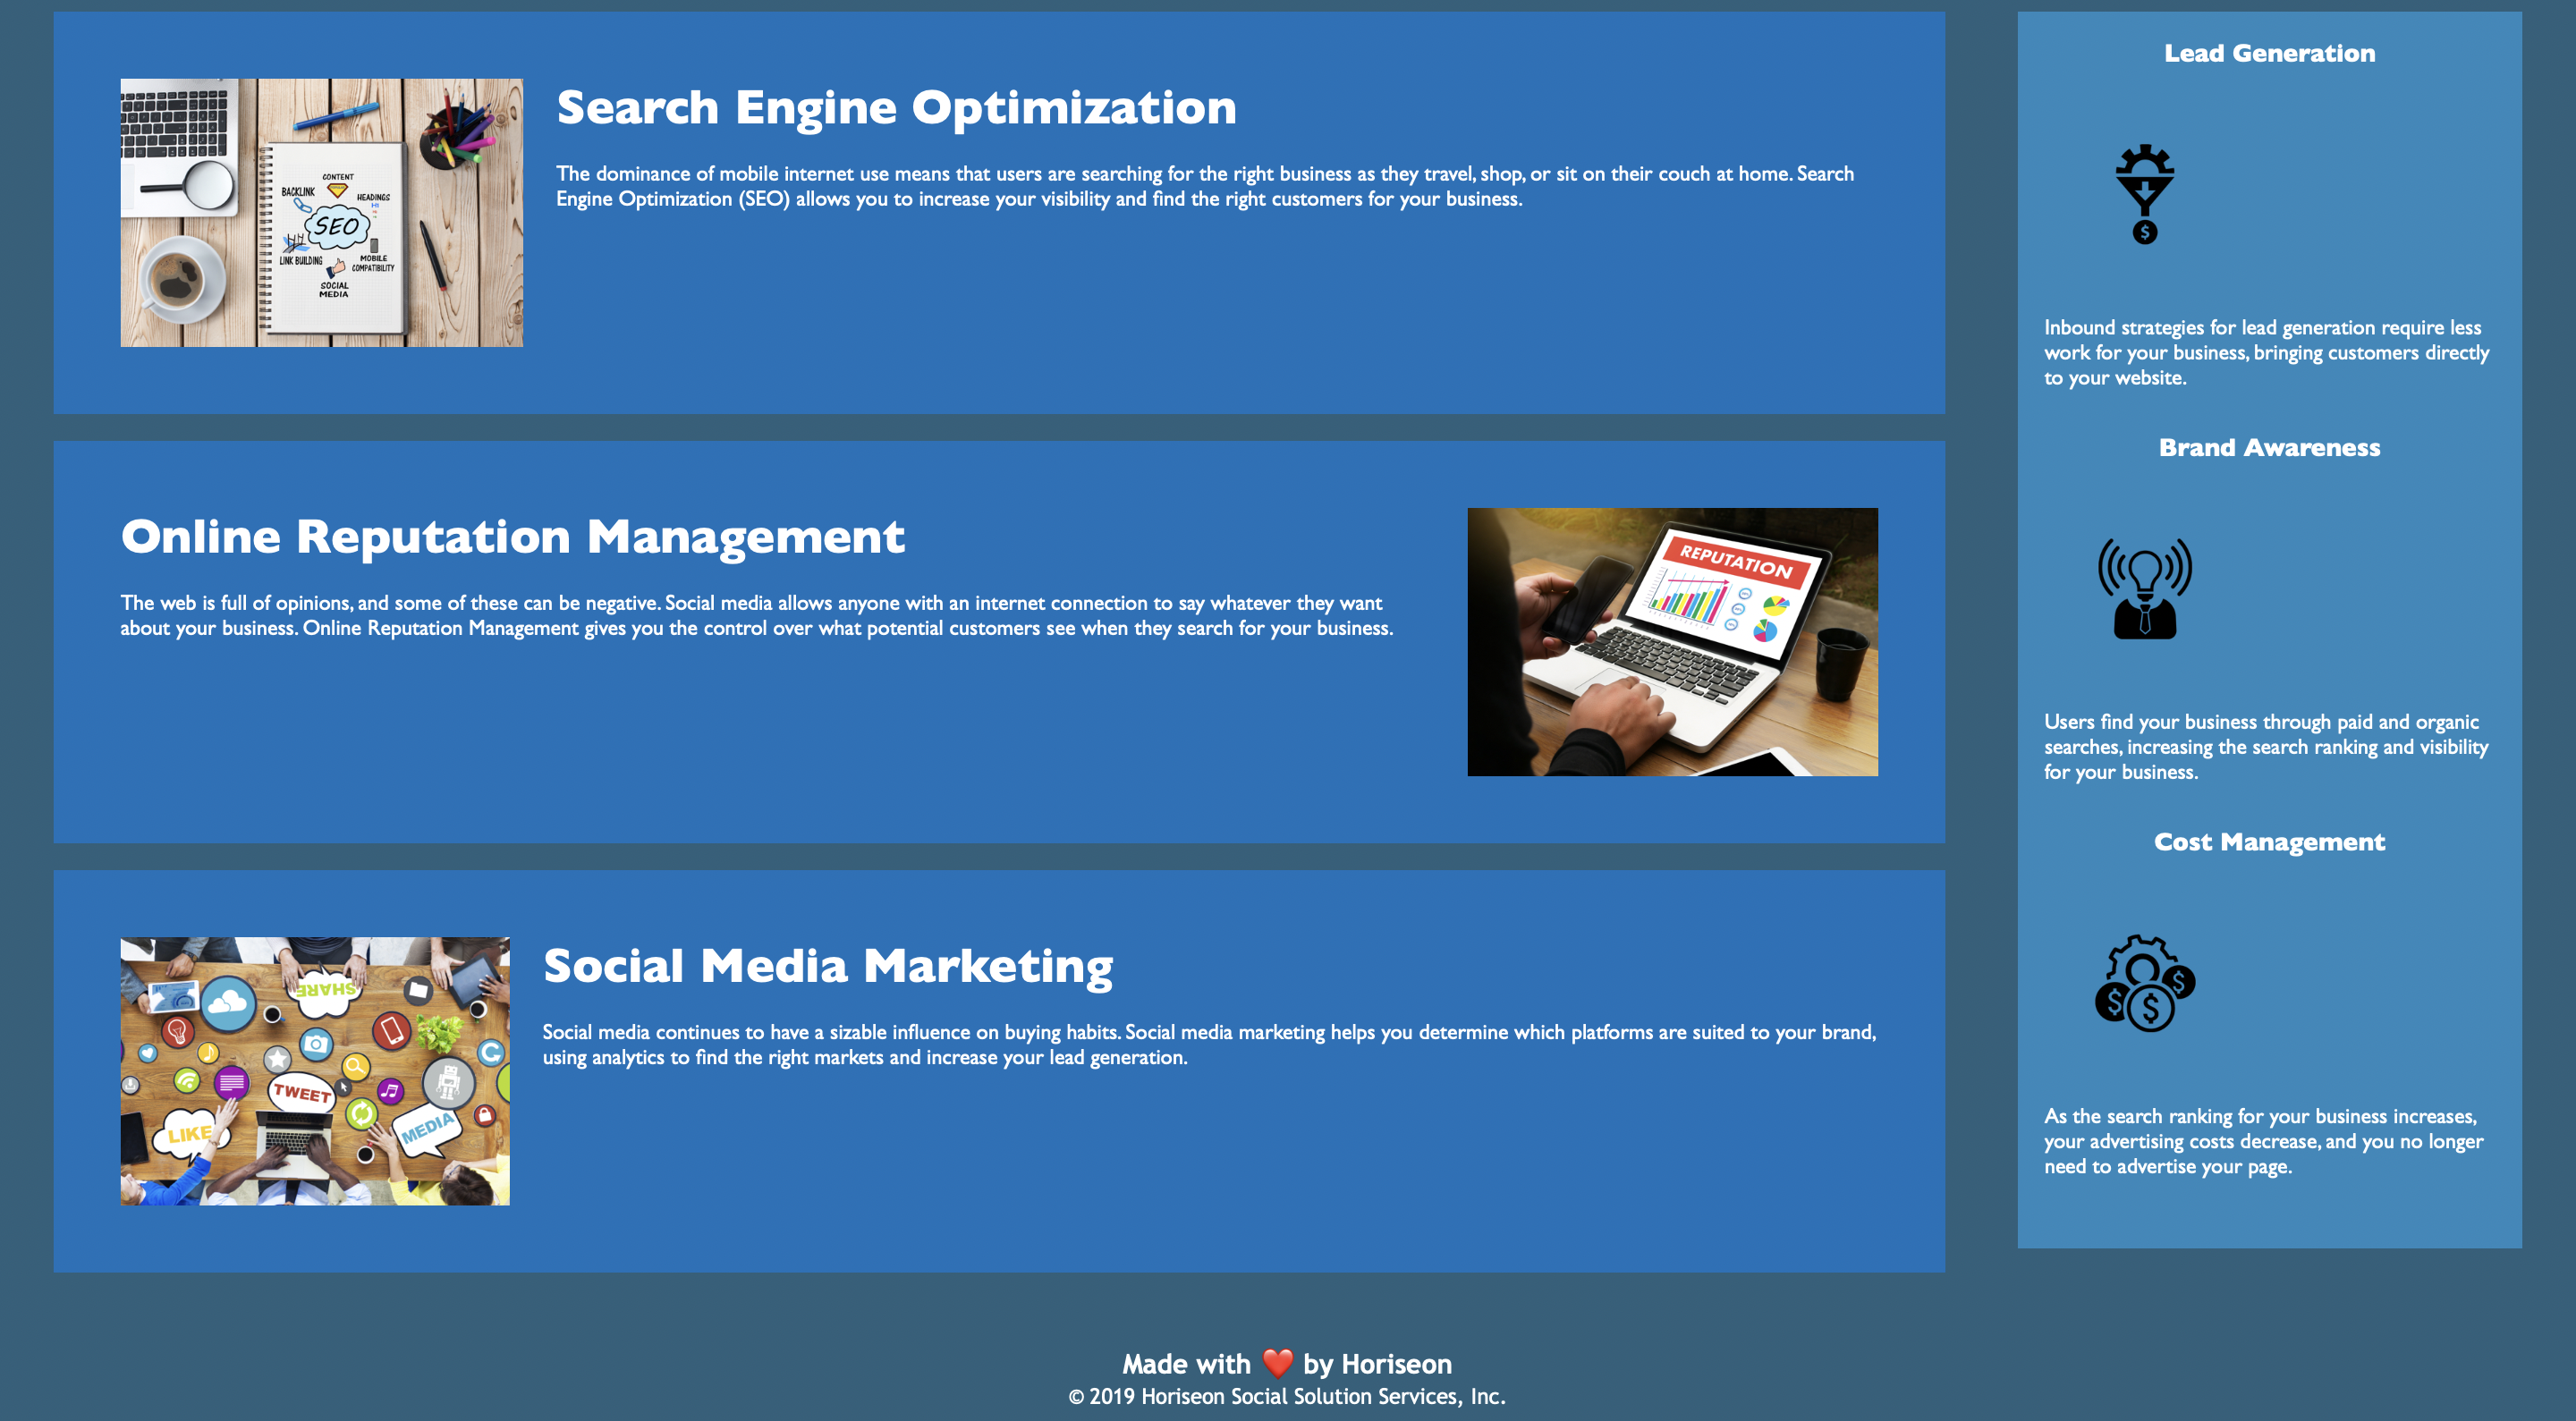 Search Engine Optimization
The dominance of mobile internet use means that users are searching for the right business as they travel, shop, or sit on their couch at home. Search
Engine Optimization (SEO) allows you to increase your visibility and find the right customers for your business.
CONTENT
BACKLINK
HEADINGS
SEO
LINK BUILDING
MOBILE
COMPATIBILITY
SOCIAL
MEDIA
Online Reputation Management
The web is full of opinions, and some of these can be negative. Social media allows anyone with an internet connection to say whatever they want
about your business. Online Reputation Management gives you the control over what potential customers see when they search for your business.
REPUTATION
Social Media Marketing
Social media continues to have a sizable influence on buying habits. Social media marketing helps you determine which platforms are suited to your brand,
using analytics to find the right markets and increase your lead generation.
SHARE
TWEET
LIKE
MEDIA
Lead Generation
$
Inbound strategies for lead generation require less
work for your business, bringing customers directly
to your website.
Brand Awareness
Users find your business through paid and organic
searches, increasing the search ranking and visibility
for your business.
Cost Management
$ $ $
As the search ranking for your business increases,
your advertising costs decrease, and you no longer
need to advertise your page.
Made with ❤️ by Horiseon
© 2019 Horiseon Social Solution Services, Inc.